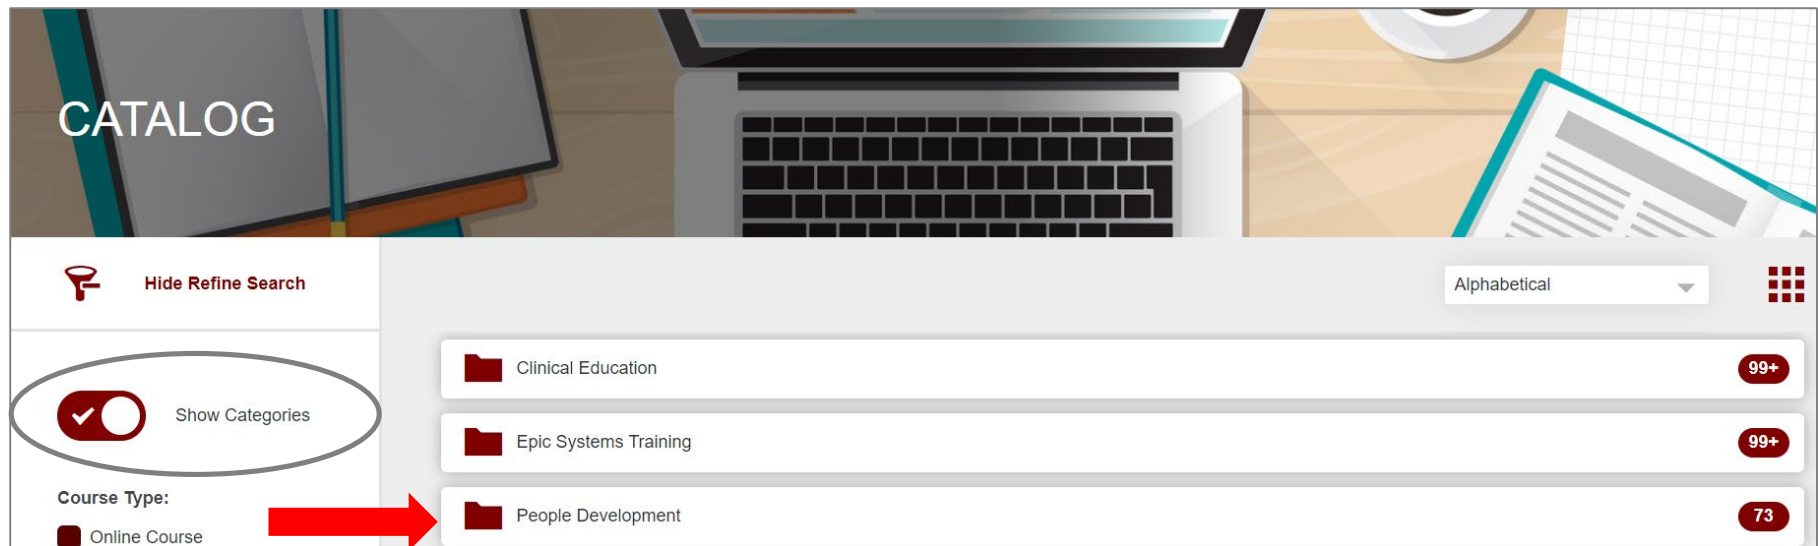 CATALOG
Hide Refine Search
Alphabetical
Show Categories
Clinical Education
99+
Epic Systems Training
99+
Course Type:
Online Course
People Development
73